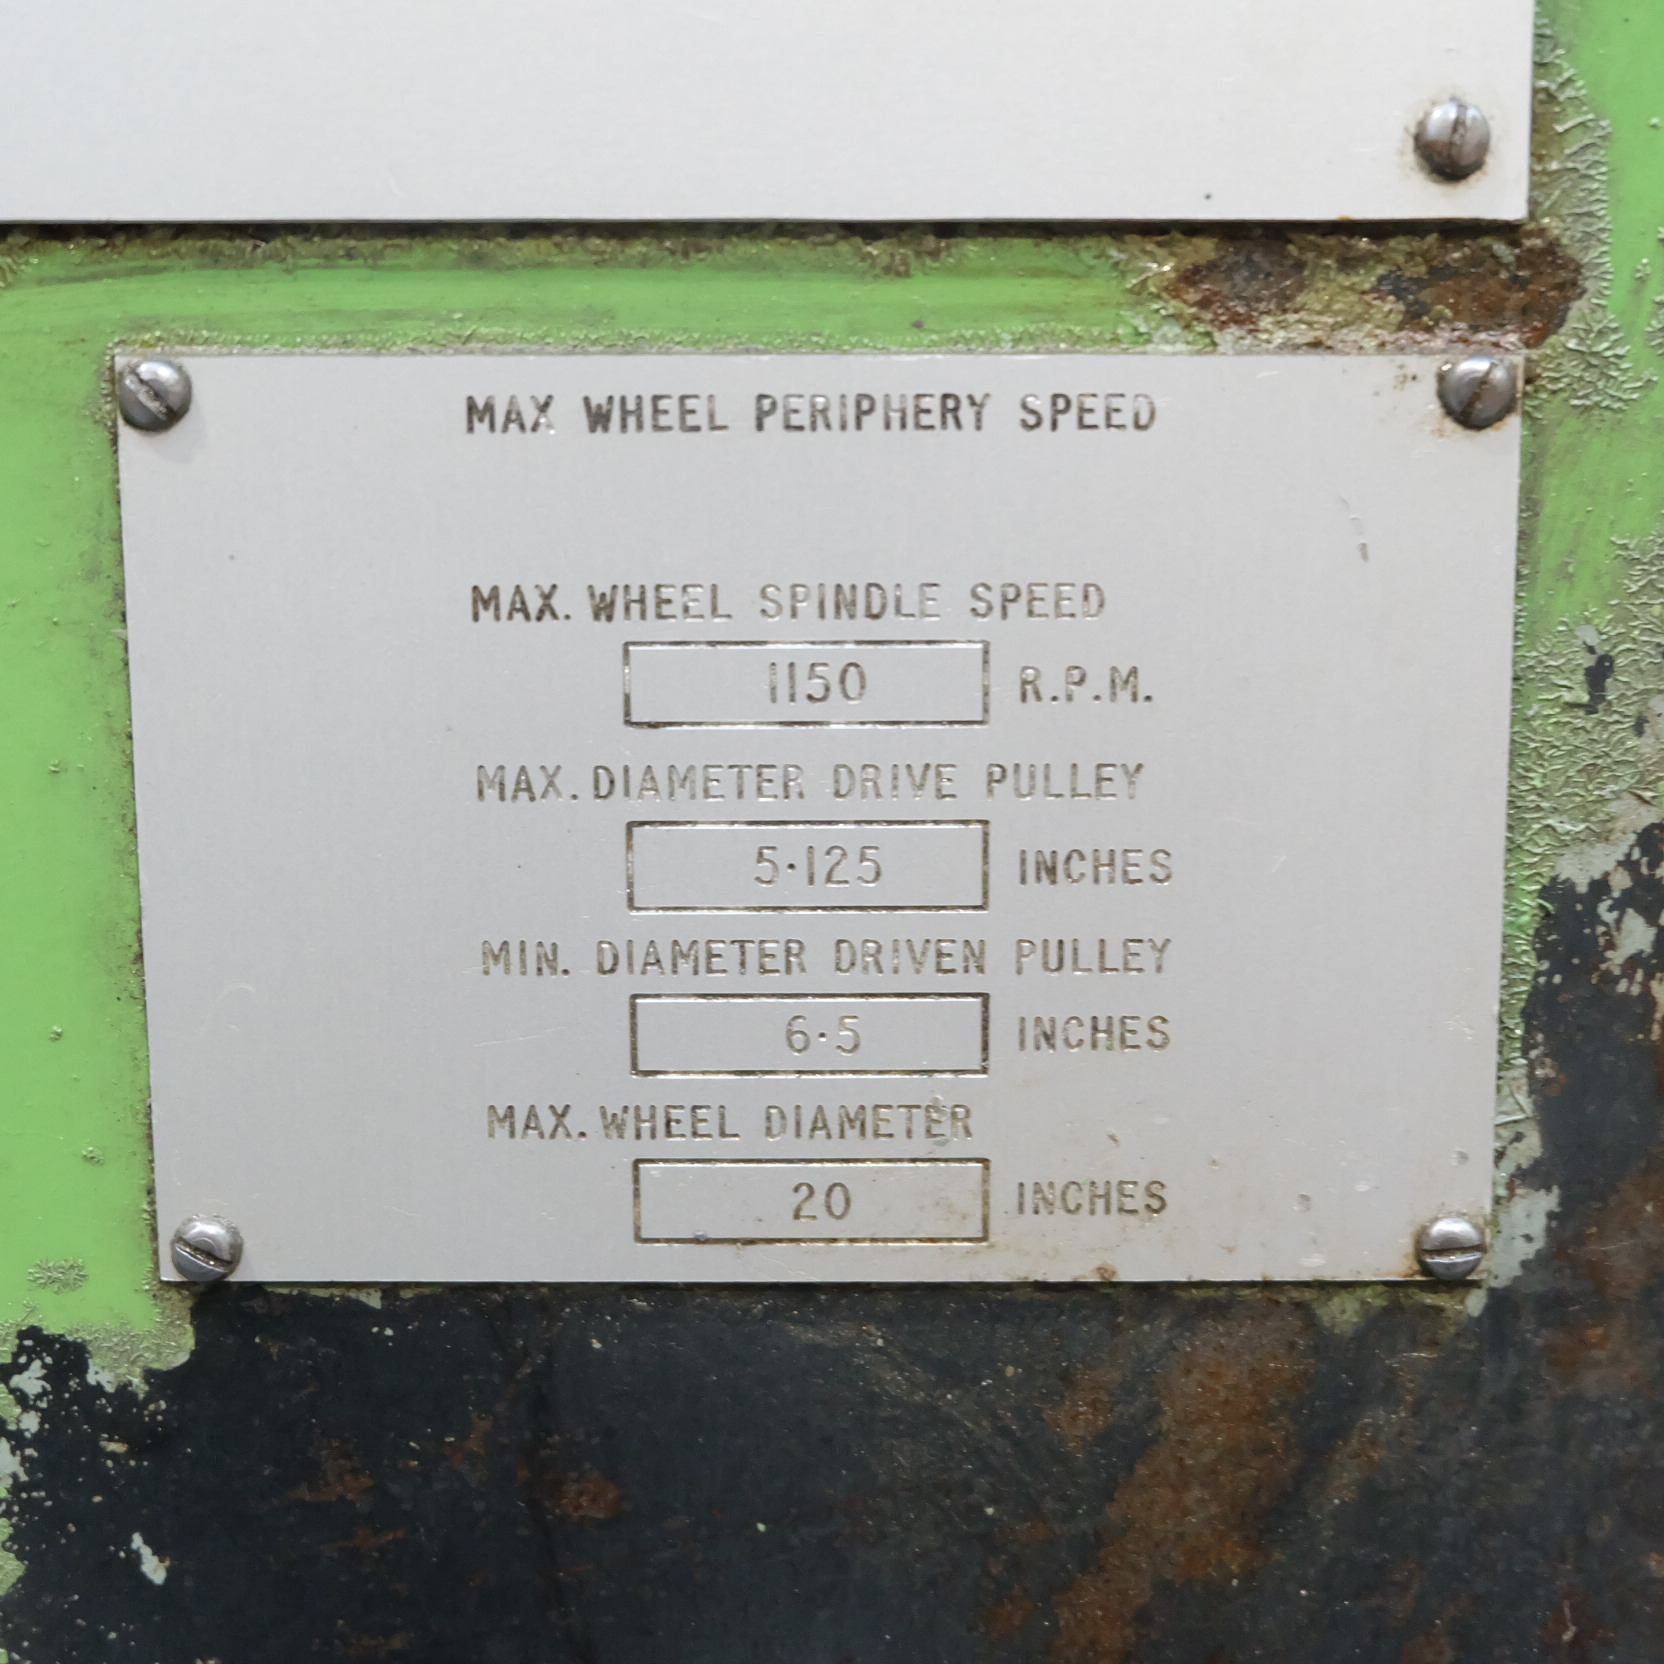 MAX WHEEL PERIPHERY SPEED
MAX. WHEEL SPINDLE SPEED
1150 R.P.M.
MAX. DIAMETER DRIVE PULLEY
5·125 INCHES
MIN. DIAMETER DRIVEN PULLEY
6·5 INCHES
MAX. WHEEL DIAMETER
20 INCHES